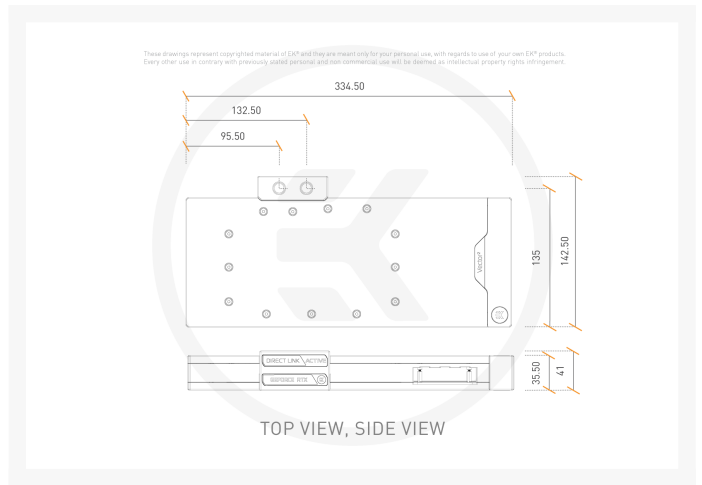 These drawings represent copyrighted material of EK® and they are meant only for your personal use, with regards to use of your own EK® products.
Every other use in contrary with previously stated personal and non commercial use will be deemed as intellectual property rights infringement.
334.50
132.50
95.50
Vector²
135
142.50
DIRECT LINK ACTIVE
GEFORCE RTX
35.50
41
TOP VIEW, SIDE VIEW